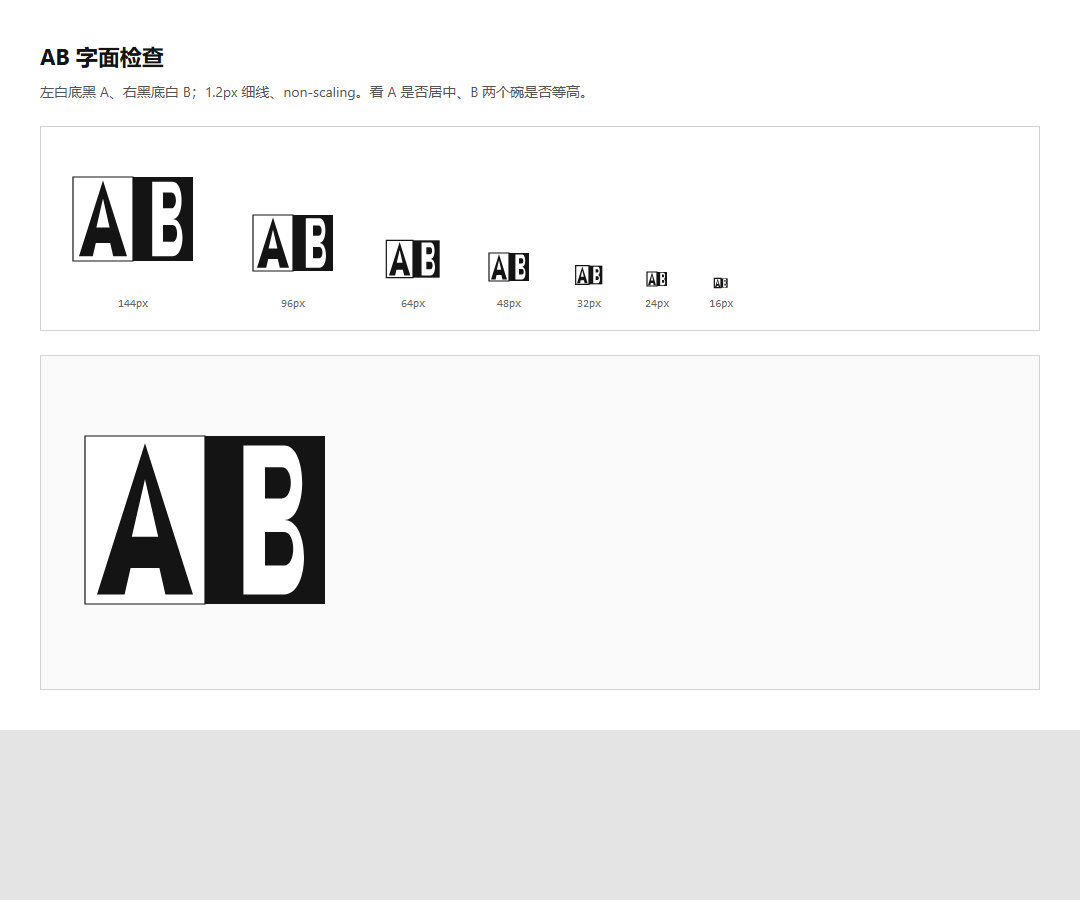 AB 字面检查
左白底黑 A、右黑底白 B；1.2px 细线、non-scaling。看 A 是否居中、B 两个碗是否等高。
AB AB AB AB AB AB AB
144px 96px 64px 48px 32px 24px 16px
AB